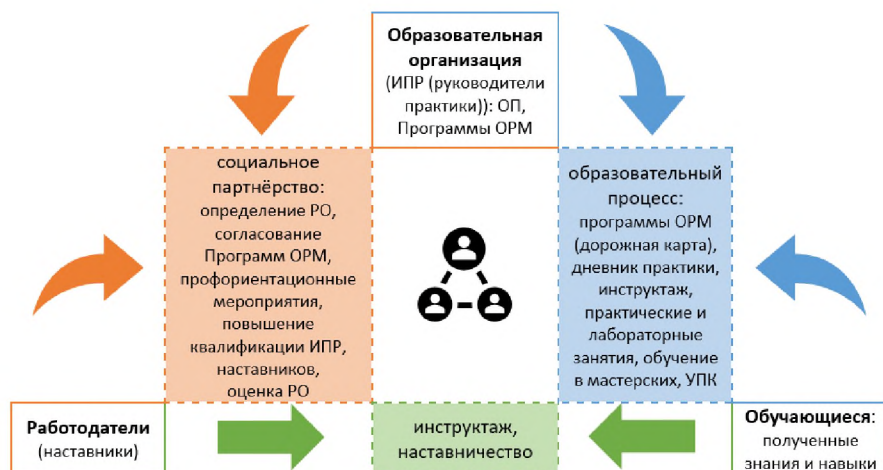 Образовательная
организация
(ИПР (руководители
практики)): ОП,
Программы ОРМ
социальное
партнёрство:
определение РО,
согласование
Программ ОРМ,
профориентационные
мероприятия,
повышение
квалификации ИПР,
наставников,
оценка РО
образовательный
процесс:
программы ОРМ
(дорожная карта),
дневник практики,
инструктаж,
практические и
лабораторные
занятия, обучение
в мастерских, УПК
Работодатели
(наставники)
инструктаж,
наставничество
Обучающиеся:
полученные
знания и навыки